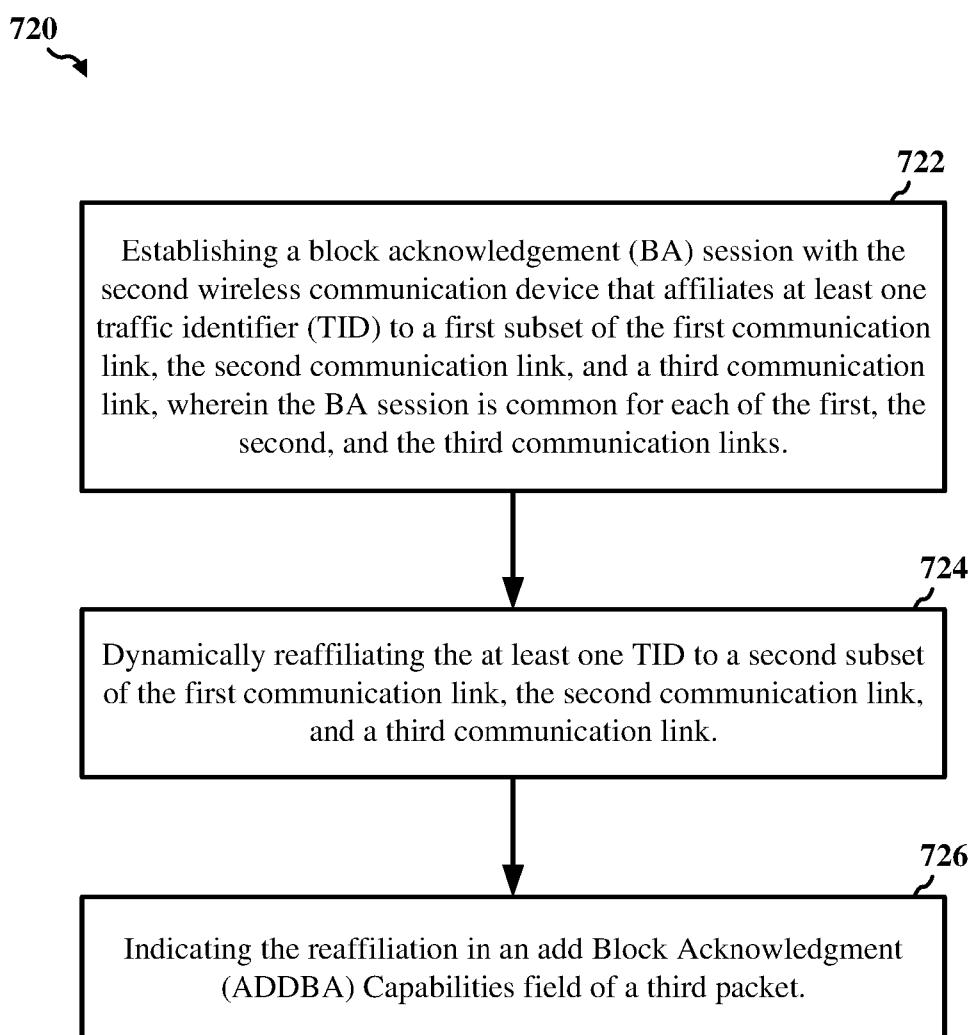 720
722
Establishing a block acknowledgement (BA) session with the
second wireless communication device that affiliates at least one
traffic identifier (TID) to a first subset of the first communication
link, the second communication link, and a third communication
link, wherein the BA session is common for each of the first, the
second, and the third communication links.
724
Dynamically reaffiliating the at least one TID to a second subset
of the first communication link, the second communication link,
and a third communication link.
726
Indicating the reaffiliation in an add Block Acknowledgment
(ADDBA) Capabilities field of a third packet.